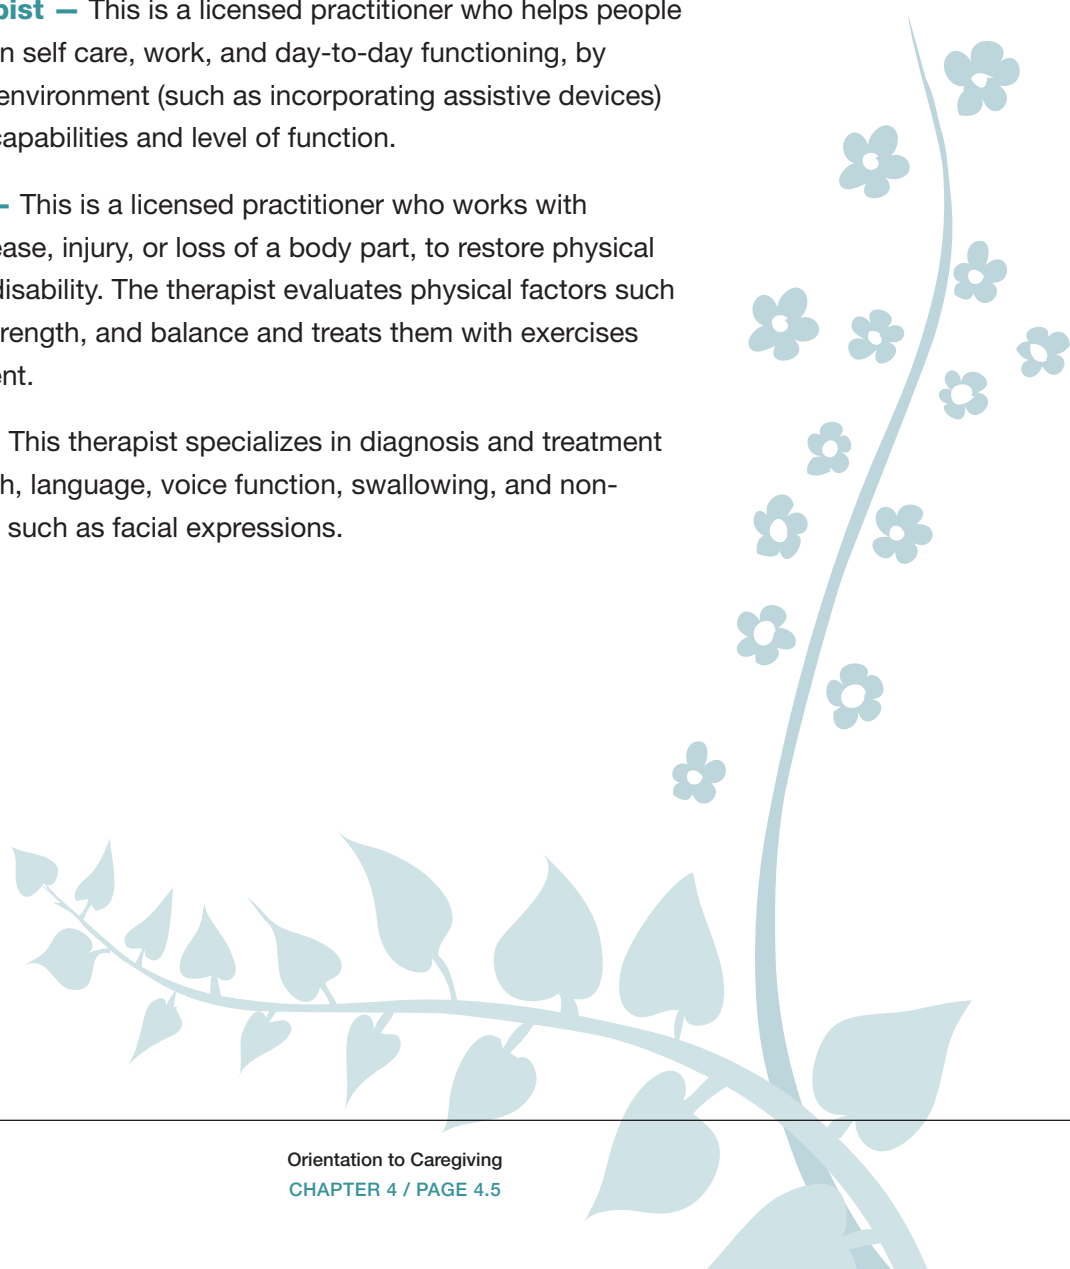 pist — This is a licensed practitioner who helps people
n self care, work, and day-to-day functioning, by
environment (such as incorporating assistive devices)
capabilities and level of function.
– This is a licensed practitioner who works with
ease, injury, or loss of a body part, to restore physical
disability. The therapist evaluates physical factors such
trength, and balance and treats them with exercises
ent.
This therapist specializes in diagnosis and treatment
h, language, voice function, swallowing, and non-
such as facial expressions.
Orientation to Caregiving
CHAPTER 4 / PAGE 4.5